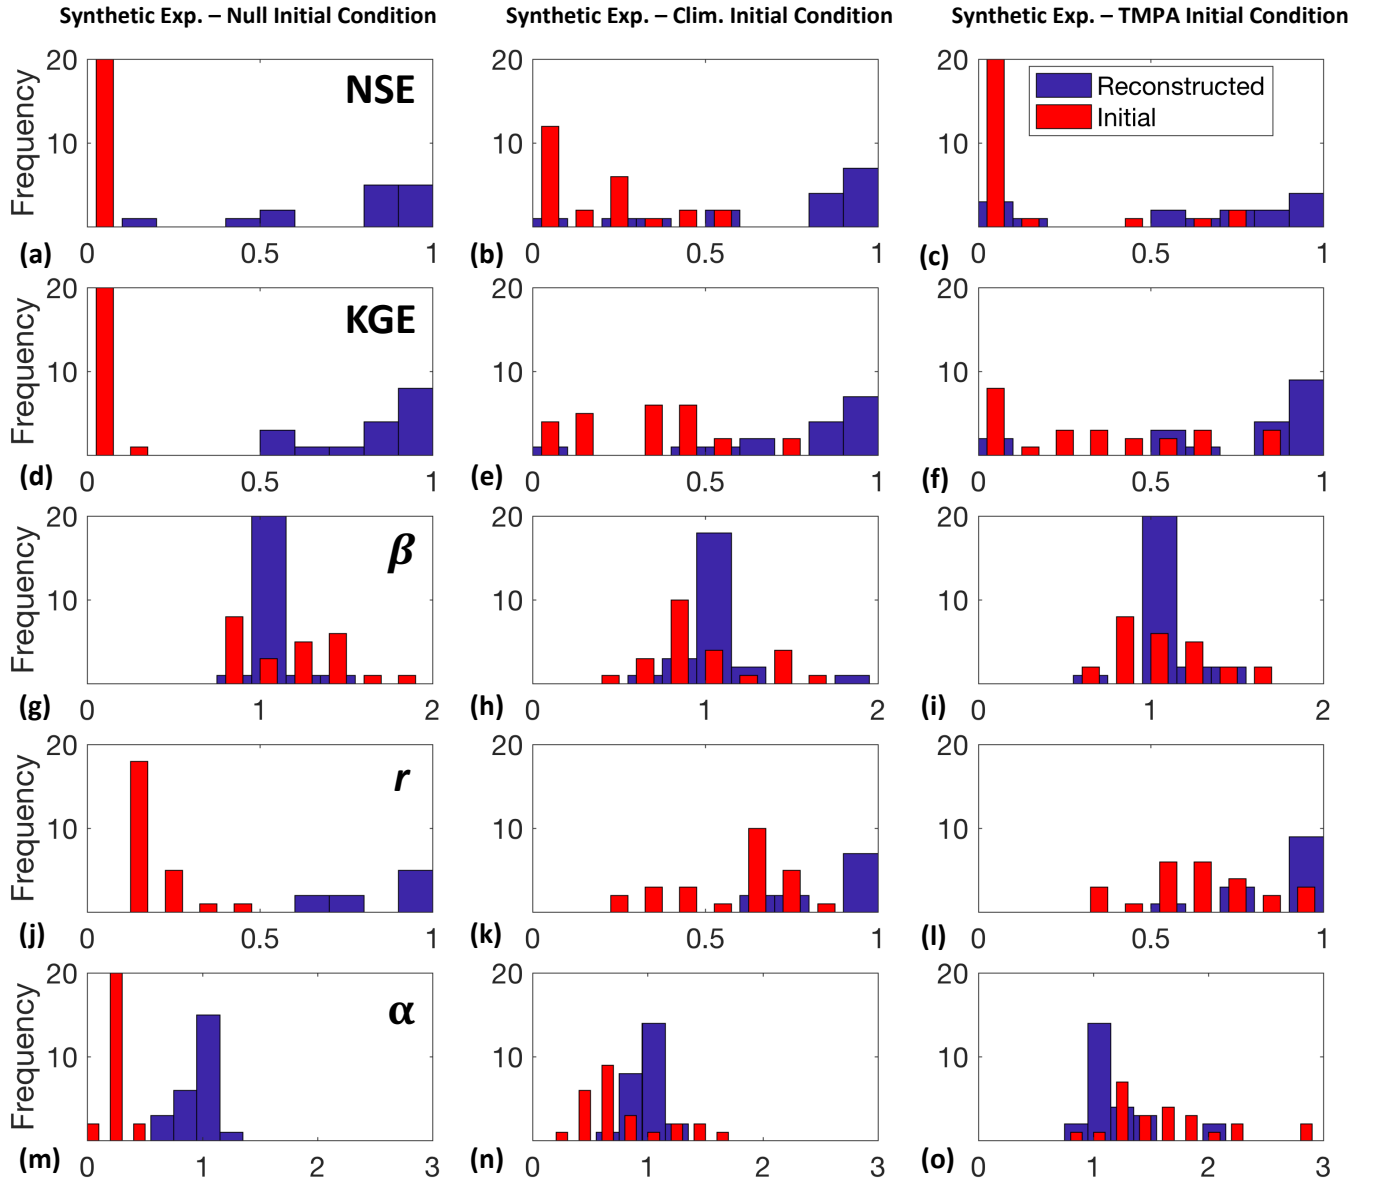 Synthetic Exp. – Null Initial Condition Synthetic Exp. – Clim. Initial Condition Synthetic Exp. – TMPA Initial Condition
20 20 20
Frequency
NSE
Reconstructed
Initial
10 10 10
(a) 0 0.5 1 (b) 0 0.5 1 (c) 0 0.5 1
20 20 20
Frequency
KGE
10 10 10
(d) 0 0.5 1 (e) 0 0.5 1 (f) 0 0.5 1
20 20 20
Frequency
β
10 10 10
(g) 0 1 2 (h) 0 1 2 (i) 0 1 2
20 20 20
Frequency
r
10 10 10
(j) 0 0.5 1 (k) 0 0.5 1 (l) 0 0.5 1
20 20 20
Frequency
α
10 10 10
(m) 0 1 2 3 (n) 0 1 2 3 (o) 0 1 2 3